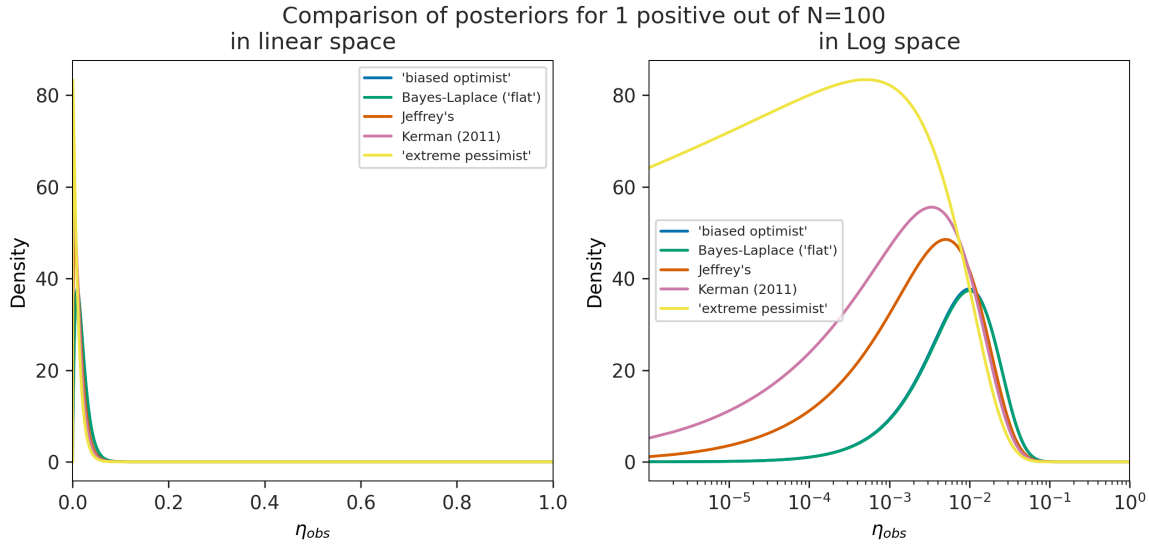 Comparison of posteriors for 1 positive out of N=100
in linear space
in Log space
Density
80
60
40
20
0
'biased optimist'
Bayes-Laplace ('flat')
Jeffrey's
Kerman (2011)
'extreme pessimist'
0.0 0.2 0.4 0.6 0.8 1.0
η_obs
Density
80
60
40
20
0
'biased optimist'
Bayes-Laplace ('flat')
Jeffrey's
Kerman (2011)
'extreme pessimist'
10⁻⁵ 10⁻⁴ 10⁻³ 10⁻² 10⁻¹ 10⁰
η_obs